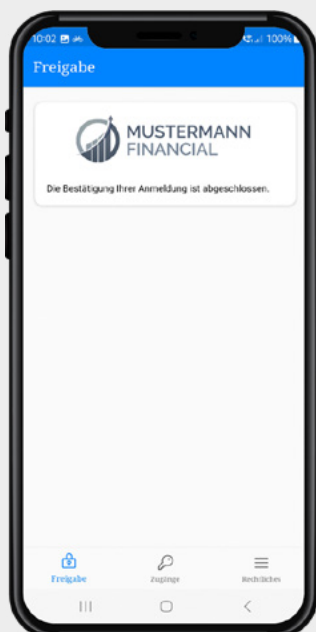 10:02
100%
Freigabe
MUSTERMANN
FINANCIAL
Die Bestätigung Ihrer Anmeldung ist abgeschlossen.
Freigabe Zugänge Rechtliches